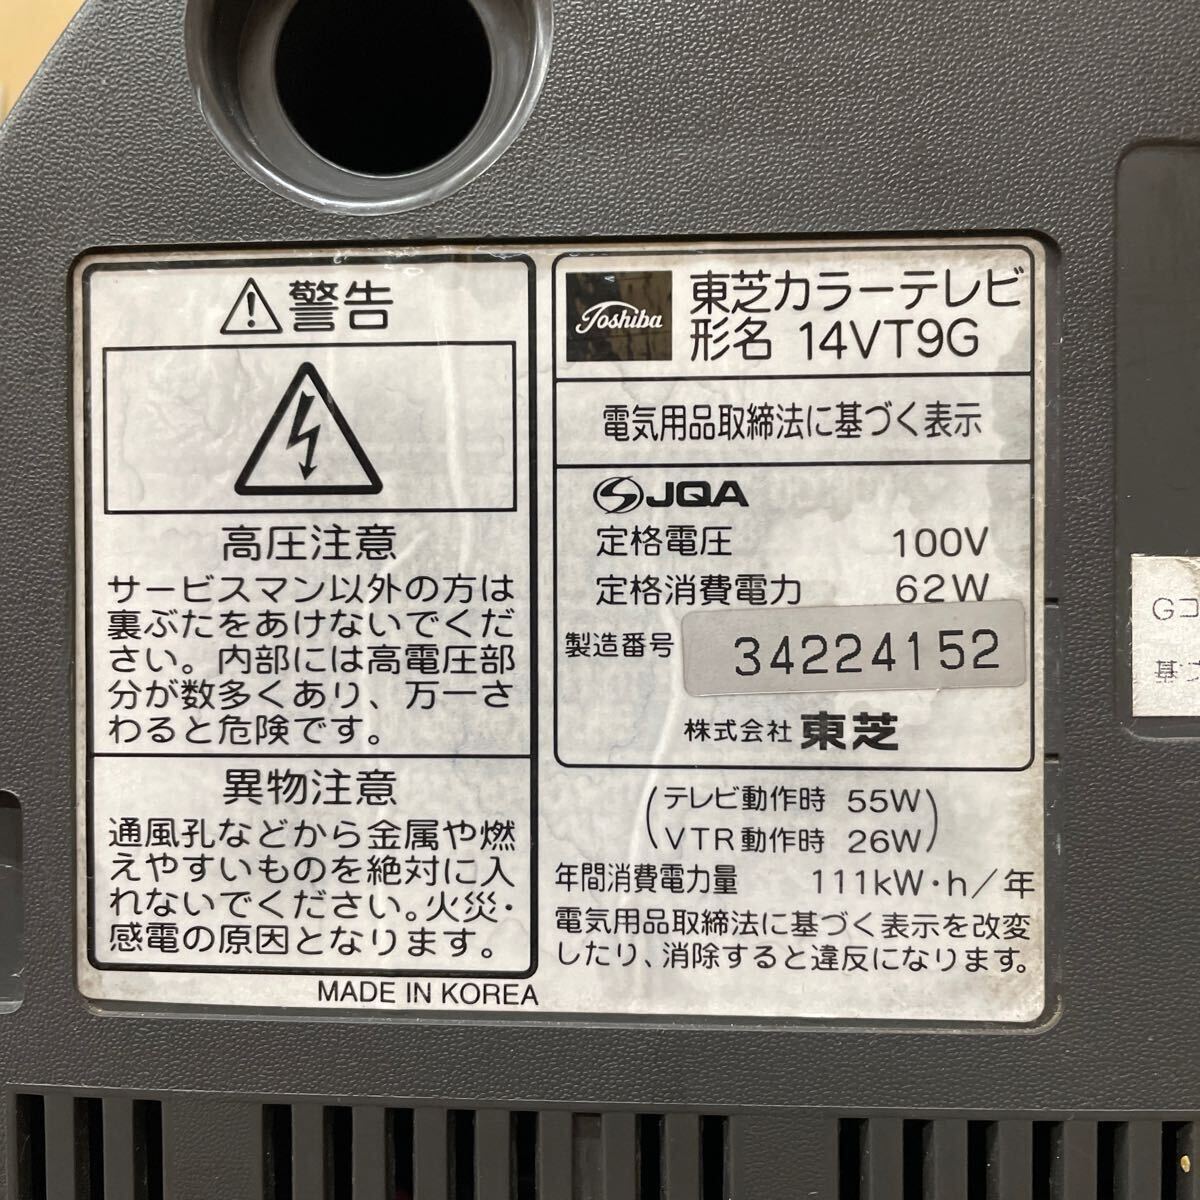 警告
高圧注意
サービスマン以外の方は
裏ぶたをあけないでくだ
さい。内部には高電圧部
分が数多くあり、万一さ
わると危険です。
異物注意
通風孔などから金属や燃
えやすいものを絶対に入
れないでください。火災・
感電の原因となります。
MADE IN KOREA
Toshiba
東芝カラーテレビ
形名 14VT9G
電気用品取締法に基づく表示
JQA
定格電圧 100V
定格消費電力 62W
製造番号 34224152
株式会社 東芝
(テレビ動作時 55W
VTR動作時 26W)
年間消費電力量 111kW・h/年
電気用品取締法に基づく表示を改変
したり、消除すると違反になります。
Gコ
基づ